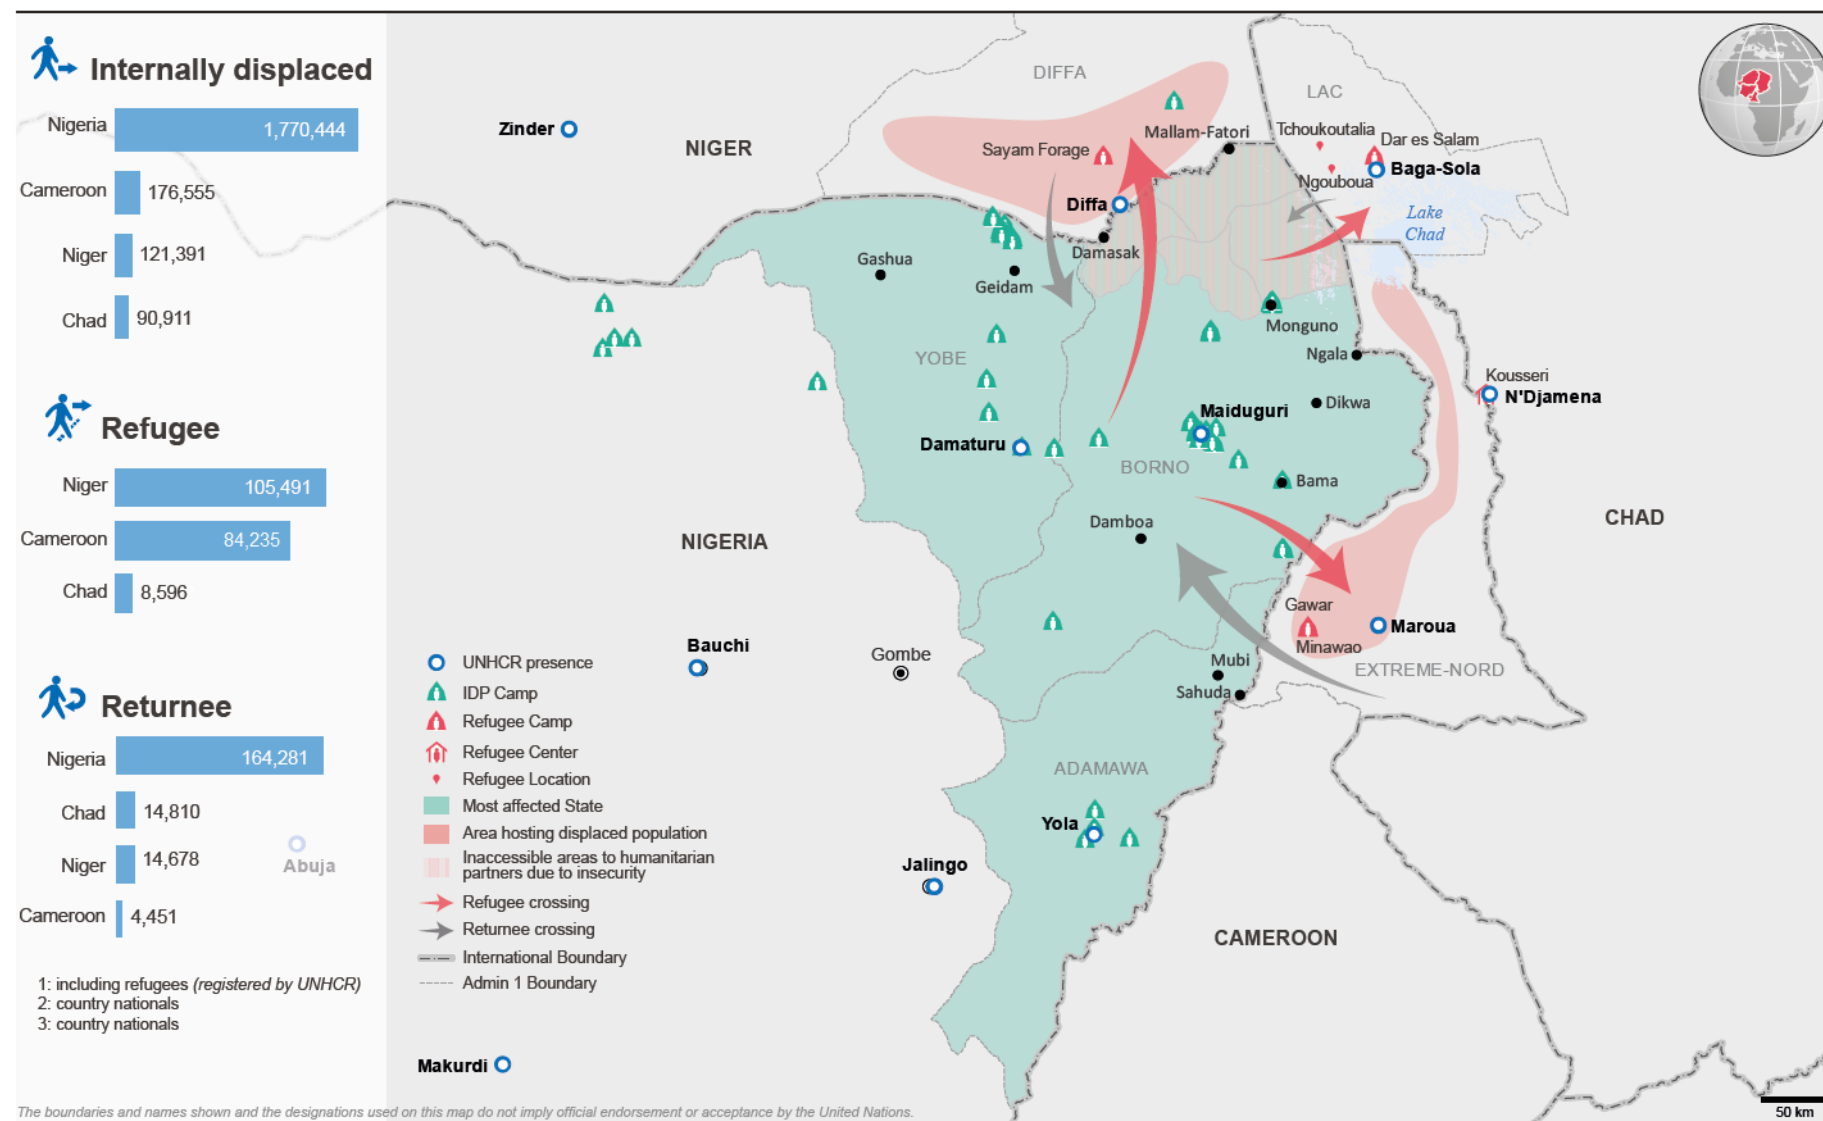 Internally displaced
Nigeria 1,770,444
Cameroon 176,555
Niger 121,391
Chad 90,911
Refugee
Niger 105,491
Cameroon 84,235
Chad 8,596
Returnee
Nigeria 164,281
Chad 14,810
Niger 14,678
Cameroon 4,451
Abuja
1: including refugees (registered by UNHCR)
2: country nationals
3: country nationals
DIFFA
LAC
Zinder
NIGER
Mallam-Fatori
Tchoukoutalia
Dar es Salam
Sayam Forage
Baga-Sola
Ngouboua
Diffa
Lake
Chad
Damasak
Gashua
Geidam
Monguno
YOBE
Ngala
Kousseri
N'Djamena
Maiduguri
Dikwa
Damaturu
BORNO
Bama
Damboa
CHAD
NIGERIA
Gawar
Maroua
Minawao
Bauchi
Gombe
Mubi
EXTREME-NORD
Sahuda
ADAMAWA
Yola
Jalingo
CAMEROON
Makurdi
UNHCR presence
IDP Camp
Refugee Camp
Refugee Center
Refugee Location
Most affected State
Area hosting displaced population
Inaccessible areas to humanitarian
partners due to insecurity
Refugee crossing
Returnee crossing
International Boundary
Admin 1 Boundary
50 km
The boundaries and names shown and the designations used on this map do not imply official endorsement or acceptance by the United Nations.